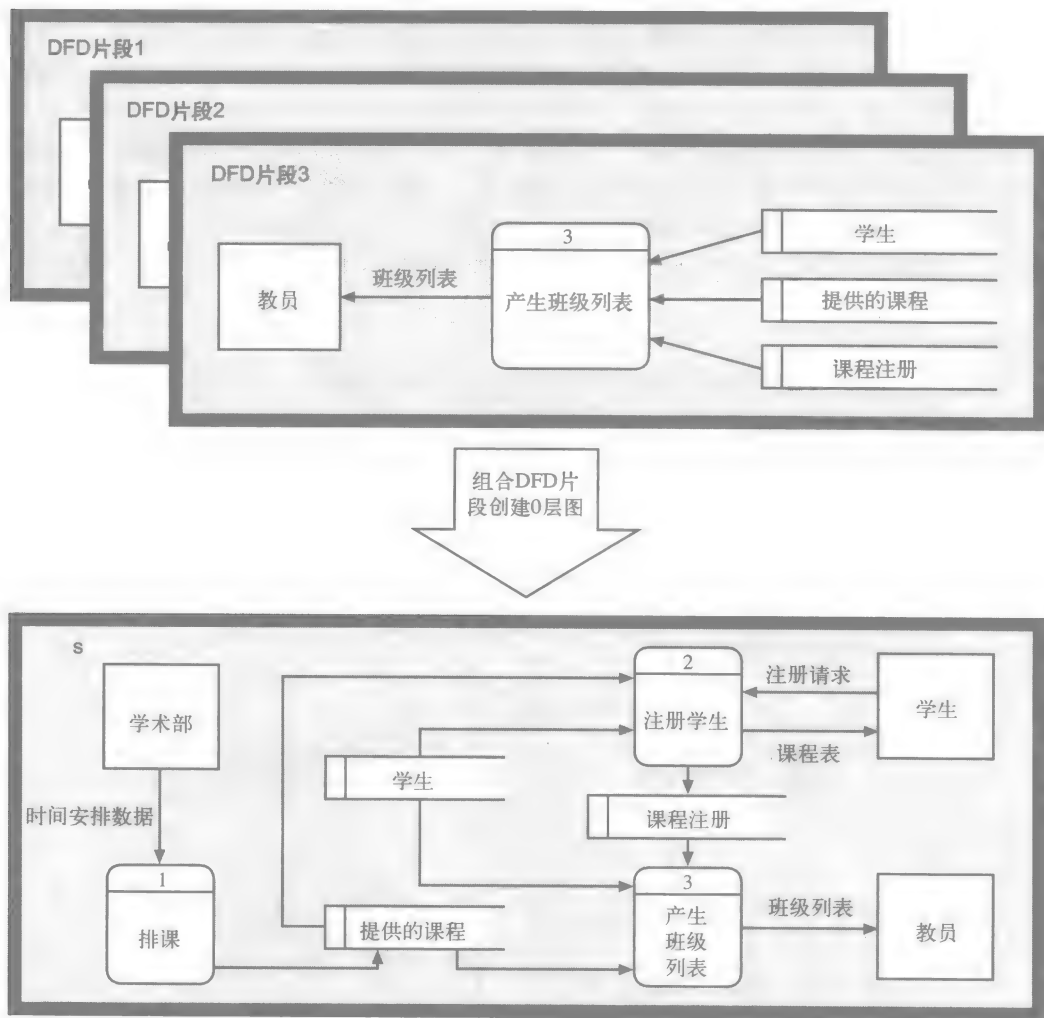 DFD片段1
DFD片段2
DFD片段3
3
学生
教员
班级列表
产生班级列表
提供的课程
课程注册
组合DFD片
段创建0层图
s
学术部
2
注册学生
注册请求
学生
课程表
学生
时间安排数据
课程注册
1
排课
提供的课程
3
产生
班级
列表
班级列表
教员